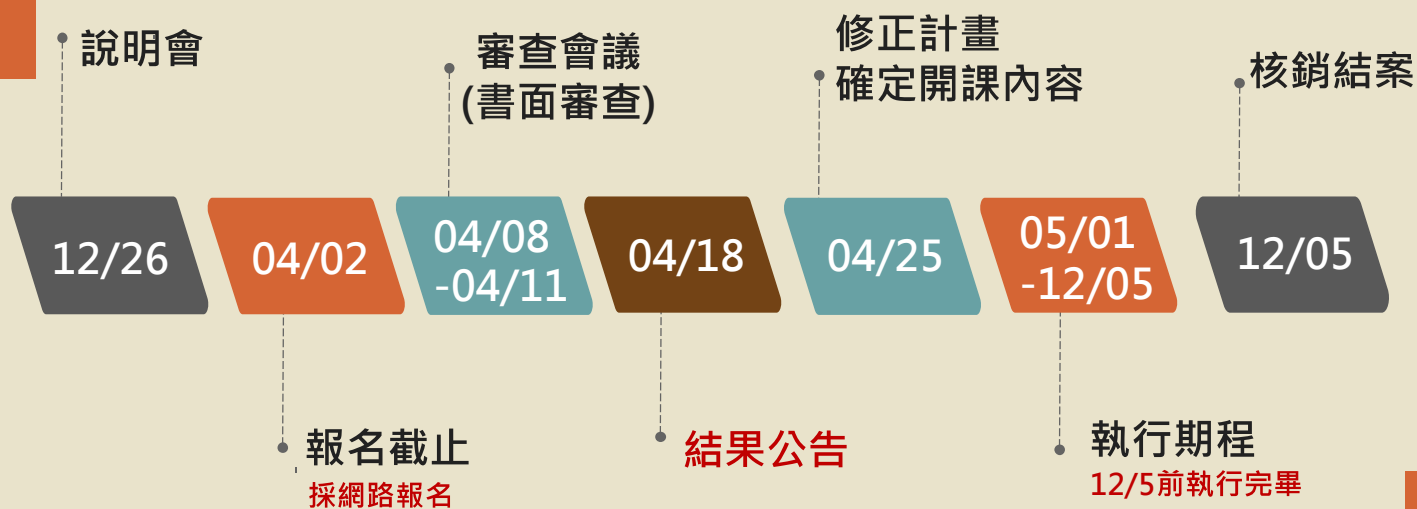 說明會
審查會議
(書面審查)
修正計畫
確定開課內容
核銷結案
12/26
04/02
04/08
-04/11
04/18
04/25
05/01
-12/05
12/05
報名截止
採網路報名
結果公告
執行期程
12/5前執行完畢